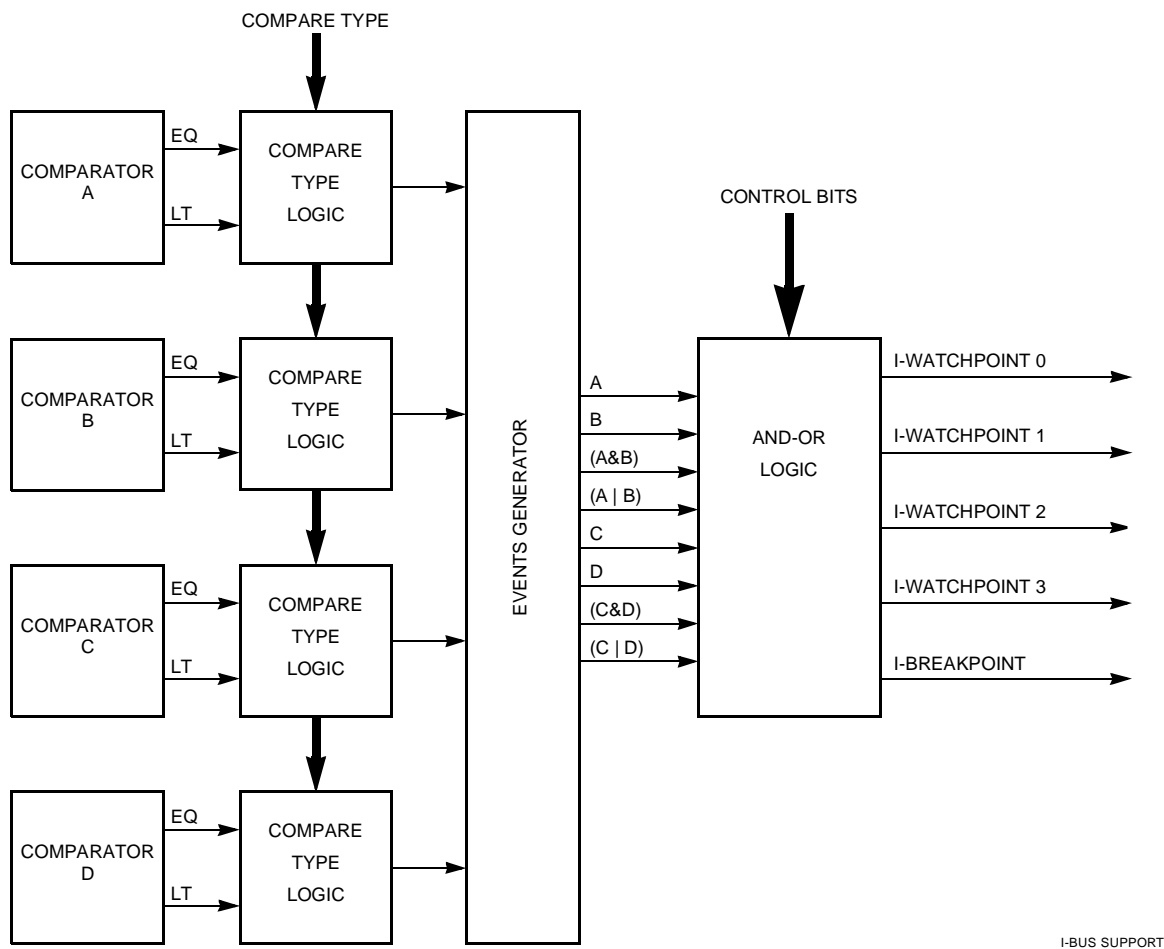 COMPARE TYPE
COMPARATOR
A
EQ
LT
COMPARE
TYPE
LOGIC
COMPARATOR
B
EQ
LT
COMPARE
TYPE
LOGIC
COMPARATOR
C
EQ
LT
COMPARE
TYPE
LOGIC
COMPARATOR
D
EQ
LT
COMPARE
TYPE
LOGIC
EVENTS GENERATOR
A
B
(A&B)
(A | B)
C
D
(C&D)
(C | D)
CONTROL BITS
AND-OR
LOGIC
I-WATCHPOINT 0
I-WATCHPOINT 1
I-WATCHPOINT 2
I-WATCHPOINT 3
I-BREAKPOINT
I-BUS SUPPORT